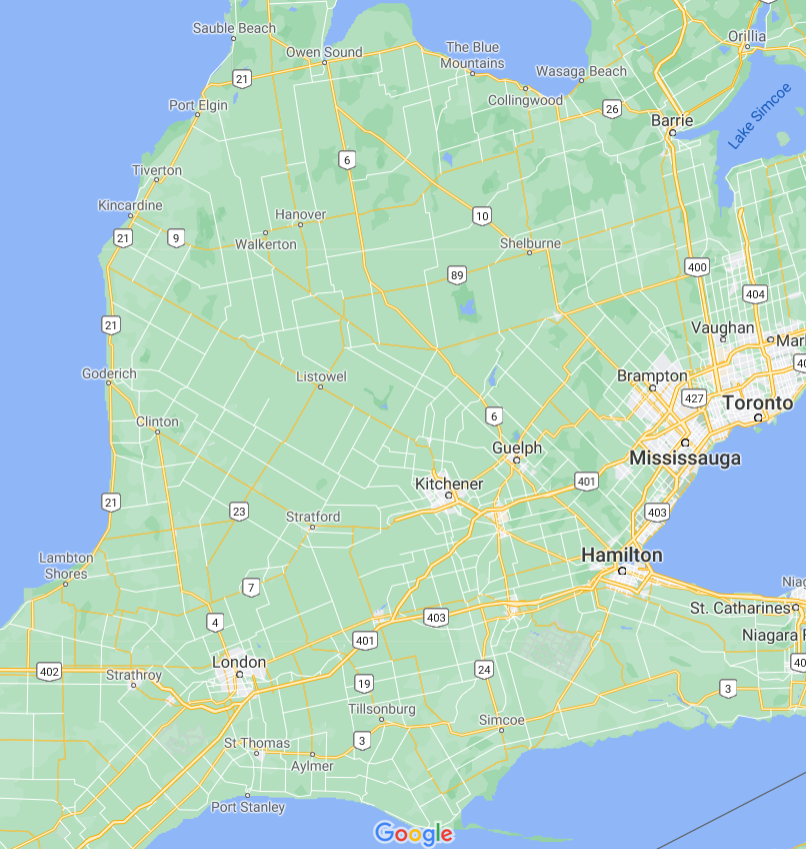 Sauble Beach
Orillia
Owen Sound
The Blue
Mountains
Wasaga Beach
21
Collingwood
Lake Simcoe
Port Elgin
26
Barrie
6
Tiverton
Kincardine
Hanover
10
21
9
Walkerton
Shelburne
400
89
404
21
Vaughan
Mar
Goderich
Listowel
Brampton
40
427
Toronto
Clinton
6
Guelph
Mississauga
Kitchener
401
21
23
Stratford
403
Lambton
Shores
Hamilton
Niag
7
St. Catharines
4
403
Niagara F
401
London
40
402
Strathroy
19
24
3
Tillsonburg
Simcoe
St Thomas
3
Aylmer
Port Stanley
Google